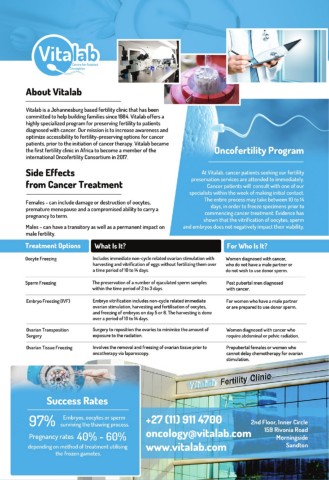 Vitalab
About Vitalab
Vitalab is a Johannesburg based fertility clinic that has been
committed to help building families since 1984. Vitalab offers a
highly specialized program for preserving fertility to patients
diagnosed with cancer. Our mission is to increase awareness and
optimize accessibility to fertility-preserving options for cancer
patients, prior to the initiation of cancer therapy. Vitalab became
the first fertility clinic in Africa to become a member of the
international Oncofertility Consortium in 2017.
Oncofertility Program
At Vitalab, cancer patients seeking our fertility
preservation services are attended to immediately.
Cancer patients will consult with one of our
specialists within the week of making initial contact.
The entire process may take between 10 to 14
days, in order to freeze specimens prior to
commencing cancer treatment. Evidence has
shown that the vitrification of oocytes, sperm
and embryos does not negatively impact their viability.
Side Effects
from Cancer Treatment
Females - can include damage or destruction of oocytes,
premature menopause and a compromised ability to carry a
pregnancy to term.
Males - can have a transitory as well as a permanent impact on
male fertility.
Treatment Options What Is It? For Who Is It?
Oocyte Freezing Includes immediate non-cycle related ovarian stimulation with Women diagnosed with cancer,
harvesting and vitrification of eggs without fertilizing them over who do not have a male partner or
a time period of 10 to 14 days. do not wish to use donor sperm.
Sperm Freezing The preservation of a number of ejaculated sperm samples Post pubertal men diagnosed
within the time period of 2 to 3 days. with cancer.
Embryo Freezing (IVF) Embryo vitrification includes non-cycle related immediate For women who have a male partner
ovarian stimulation, harvesting and fertilisation of oocytes, or are prepared to use donor sperm.
and freezing of embryos on day 5 or 6. The harvesting is done
over a period of 10 to 14 days.
Ovarian Transposition Surgery to reposition the ovaries to minimize the amount of Women diagnosed with cancer who
Surgery exposure to the radiation. require abdominal or pelvic radiation.
Ovarian Tissue Freezing Involves the removal and freezing of ovarian tissue prior to Prepubertal females or women who
oncotherapy via laparoscopy. cannot delay chemotherapy for ovarian
stimulation.
Vitalab Fertility Clinic
Success Rates
97% Embryos, oocytes or sperm
surviving the thawing process.
Pregnancy rates: 40% - 60%
depending on method of treatment utilising
the frozen gametes.
+27 (11) 911 4700
oncology@vitalab.com
www.vitalab.com
2nd Floor, Inner Circle
159 Rivonia Road
Morningside
Sandton